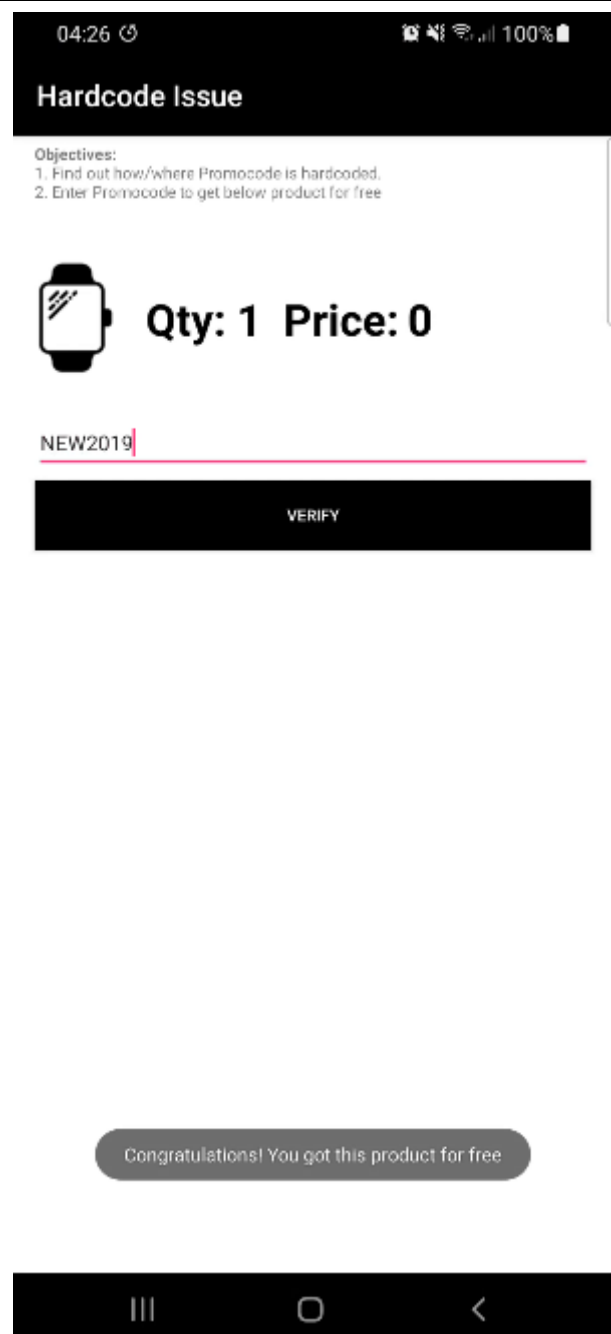 04:26 100%
Hardcode Issue
Objectives:
1. Find out how/where Promocode is hardcoded.
2. Enter Promocode to get below product for free
Qty: 1 Price: 0
NEW2019
VERIFY
Congratulations! You got this product for free